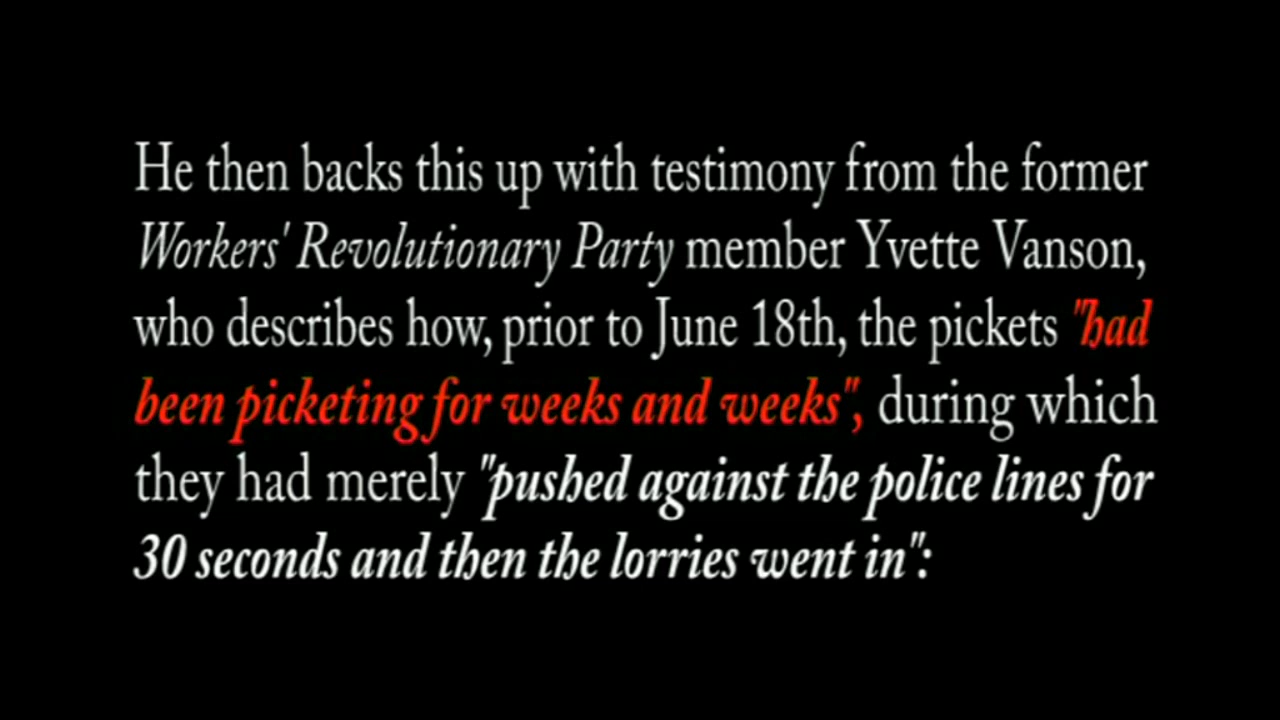 He then backs this up with testimony from the former
Workers' Revolutionary Party member Yvette Vanson,
who describes how, prior to June 18th, the pickets "had
been picketing for weeks and weeks", during which
they had merely "pushed against the police lines for
30 seconds and then the lorries went in":